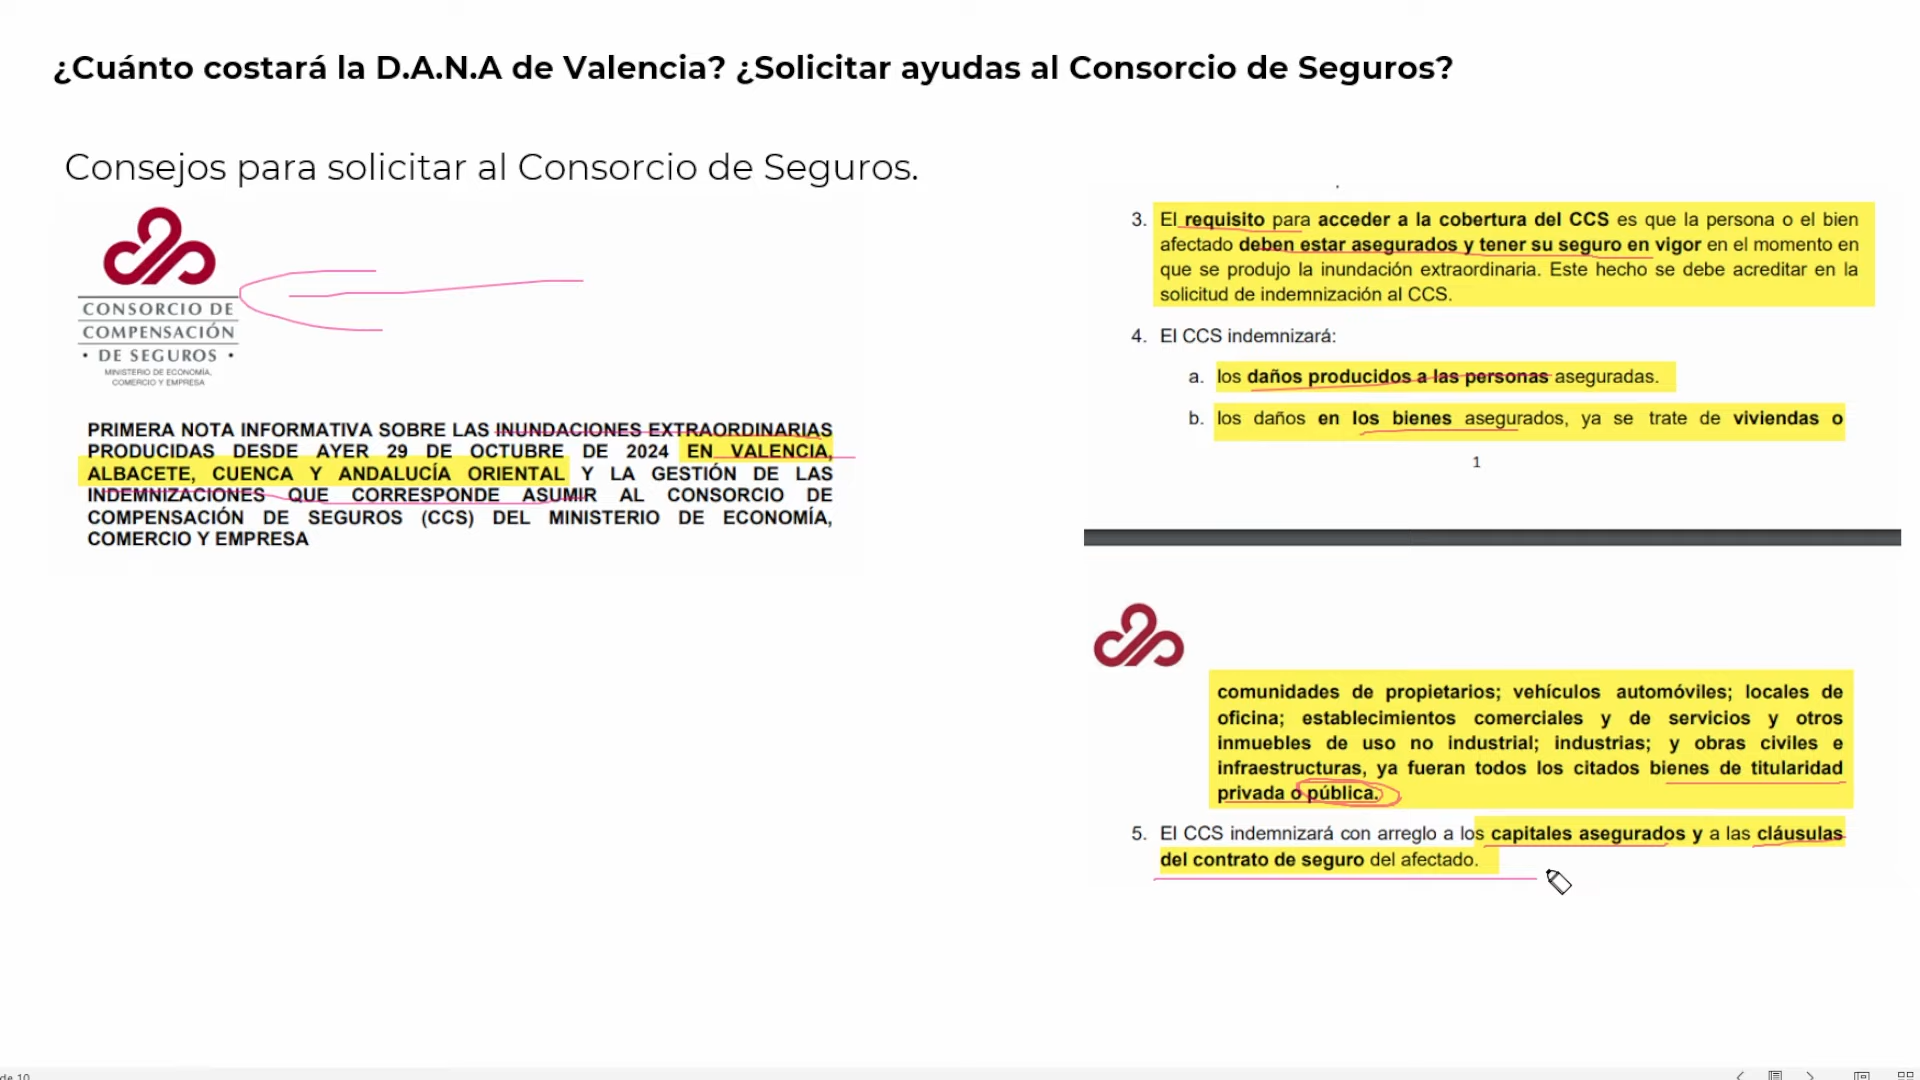 ¿Cuánto costará la D.A.N.A de Valencia? ¿Solicitar ayudas al Consorcio de Seguros?
Consejos para solicitar al Consorcio de Seguros.
CONSORCIO DE
COMPENSACIÓN
• DE SEGUROS •
MINISTERIO DE ECONOMÍA,
COMERCIO Y EMPRESA
PRIMERA NOTA INFORMATIVA SOBRE LAS INUNDACIONES EXTRAORDINARIAS
PRODUCIDAS DESDE AYER 29 DE OCTUBRE DE 2024 EN VALENCIA,
ALBACETE, CUENCA Y ANDALUCÍA ORIENTAL Y LA GESTIÓN DE LAS
INDEMNIZACIONES QUE CORRESPONDE ASUMIR AL CONSORCIO DE
COMPENSACIÓN DE SEGUROS (CCS) DEL MINISTERIO DE ECONOMÍA,
COMERCIO Y EMPRESA
3. El requisito para acceder a la cobertura del CCS es que la persona o el bien
afectado deben estar asegurados y tener su seguro en vigor en el momento en
que se produjo la inundación extraordinaria. Este hecho se debe acreditar en la
solicitud de indemnización al CCS.
4. El CCS indemnizará:
a. los daños producidos a las personas aseguradas.
b. los daños en los bienes asegurados, ya se trate de viviendas o
1
comunidades de propietarios; vehículos automóviles; locales de
oficina; establecimientos comerciales y de servicios y otros
inmuebles de uso no industrial; industrias; y obras civiles e
infraestructuras, ya fueran todos los citados bienes de titularidad
privada o pública.
5. El CCS indemnizará con arreglo a los capitales asegurados y a las cláusulas
del contrato de seguro del afectado.
de 10